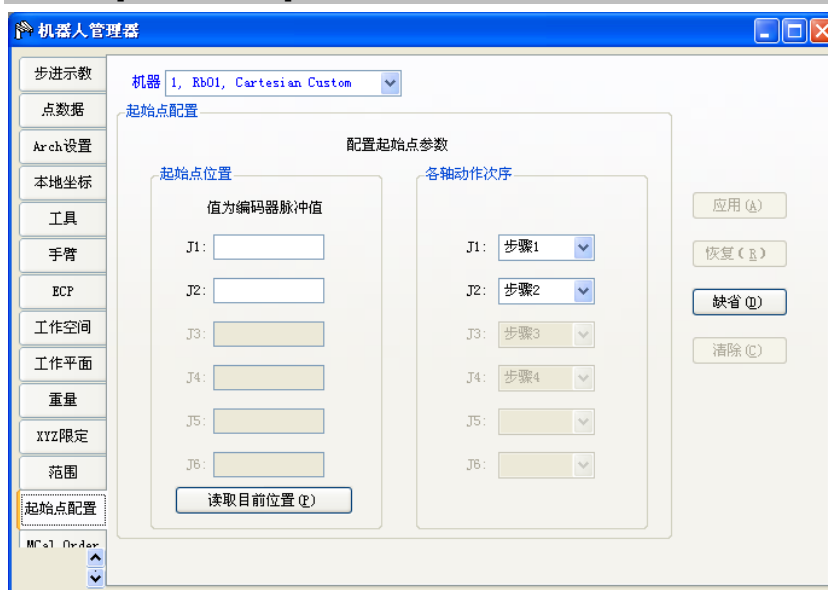 机器人管理器
步进示教
点数据
Arch设置
本地坐标
工具
手臂
ECP
工作空间
工作平面
重量
XYZ限定
范围
起始点配置
MCal Order
机器 1, Rb01, Cartesian Custom
起始点配置
配置起始点参数
起始点位置
值为编码器脉冲值
J1:
J2:
J3:
J4:
J5:
J6:
读取目前位置(P)
各轴动作次序
J1: 步骤1
J2: 步骤2
J3: 步骤3
J4: 步骤4
J5:
J6:
应用(A)
恢复(R)
缺省(D)
清除(C)